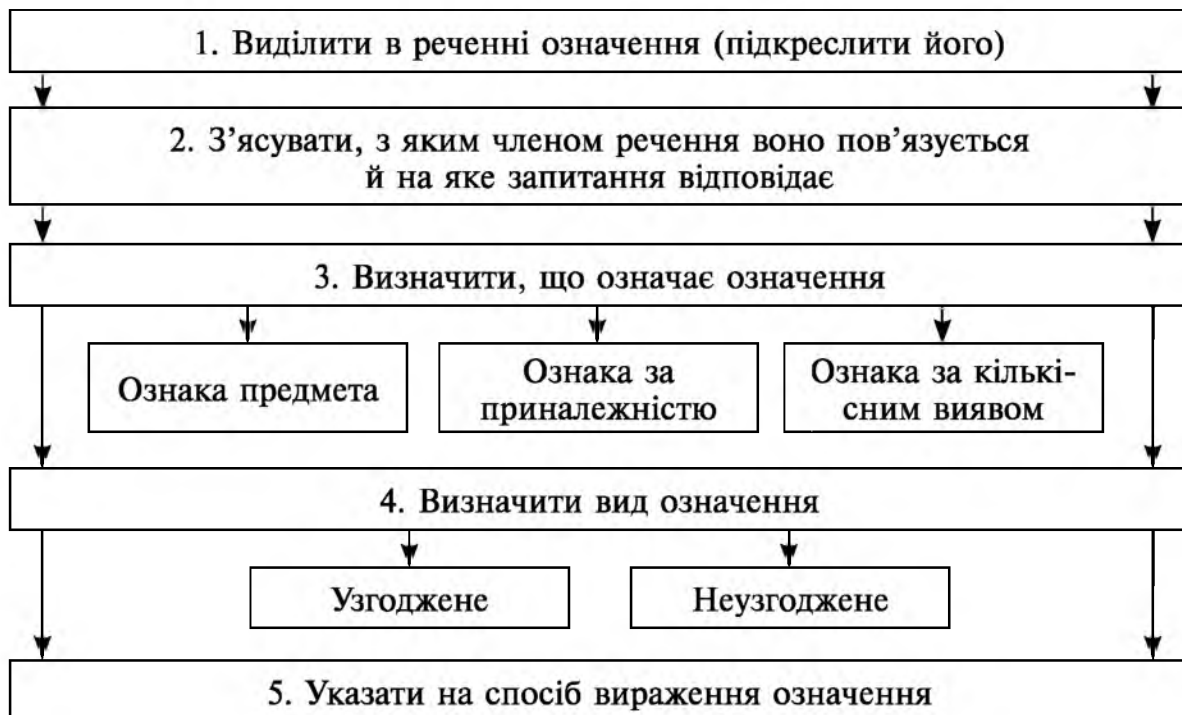 1. Виділити в реченні означення (підкреслити його)
2. З’ясувати, з яким членом речення воно пов’язується
й на яке запитання відповідає
3. Визначити, що означає означення
Ознака предмета
Ознака за
приналежністю
Ознака за кількі-
сним виявом
4. Визначити вид означення
Узгоджене
Неузгоджене
5. Указати на спосіб вираження означення